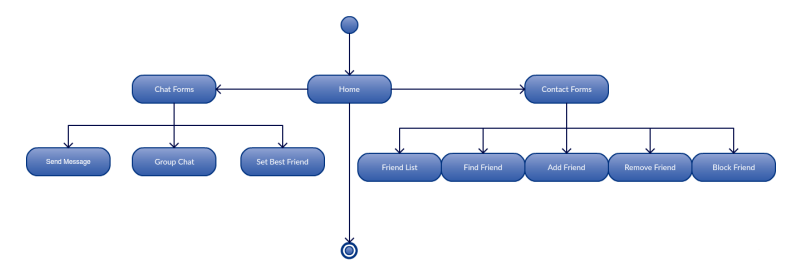 Chat Forms
Home
Contact Forms
Send Message
Group Chat
Set Best Friend
Friend List
Find Friend
Add Friend
Remove Friend
Block Friend